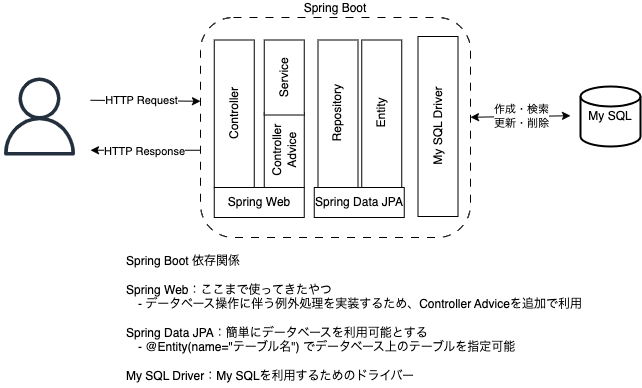 Spring Boot
HTTP Request
HTTP Response
Controller
Service
Controller
Advice
Spring Web
Repository
Entity
Spring Data JPA
My SQL Driver
作成・検索
更新・削除
My SQL
Spring Boot 依存関係
Spring Web：ここまで使ってきたやつ
- データベース操作に伴う例外処理を実装するため、Controller Adviceを追加で利用
Spring Data JPA：簡単にデータベースを利用可能とする
- @Entity(name="テーブル名") でデータベース上のテーブルを指定可能
My SQL Driver：My SQLを利用するためのドライバー